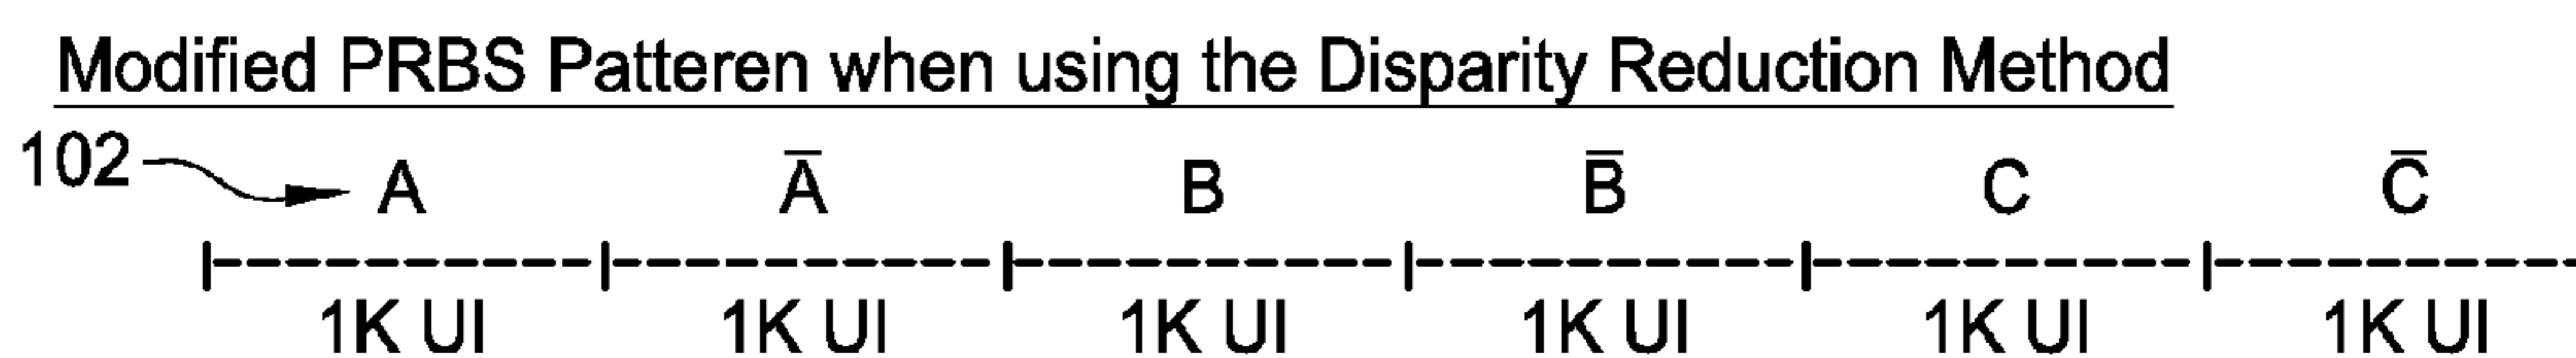 Modified PRBS Patteren when using the Disparity Reduction Method
102 A A̅ B B̅ C C̅
1K UI 1K UI 1K UI 1K UI 1K UI 1K UI